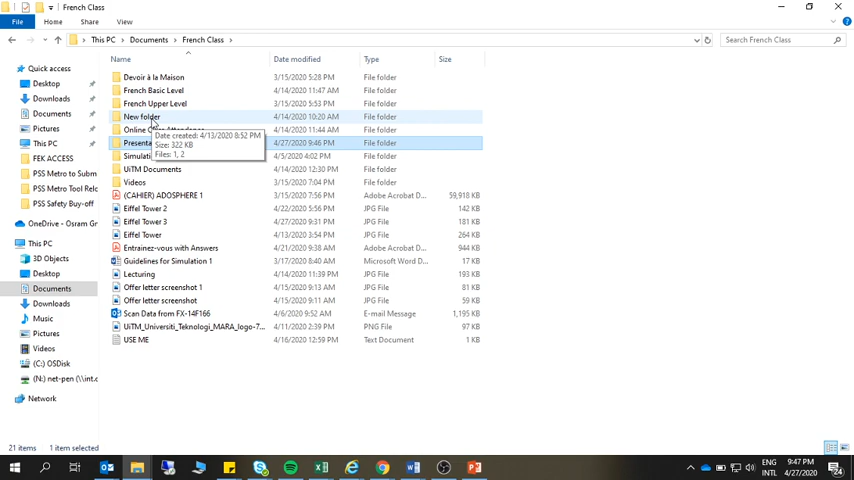 French Class
File Home Share View
This PC Documents French Class Search French Class
Name Date modified Type Size
Quick access
Desktop
Downloads
Documents
Pictures
This PC
FEK ACCESS
PSS Metro to Subm
PSS Metro Tool Relc
PSS Safety Buy-off
OneDrive - Osram Gr
This PC
3D Objects
Desktop
Documents
Downloads
Music
Pictures
Videos
(C:) OSDisk
(N:) net-pen (\\int.c
Network
Devoir à la Maison 3/15/2020 5:28 PM File folder
French Basic Level 4/14/2020 11:47 AM File folder
French Upper Level 3/15/2020 5:53 PM File folder
New folder 4/14/2020 10:20 AM File folder
Online 4/14/2020 11:44 AM File folder
Date created: 4/13/2020 8:52 PM
Size: 322 KB
Files: 1, 2
Presenta 4/27/2020 9:46 PM File folder
Simulati 4/5/2020 4:02 PM File folder
UiTM Documents 4/14/2020 12:30 PM File folder
Videos 3/15/2020 7:04 PM File folder
(CAHIER) ADOSPHERE 1 3/15/2020 7:56 PM Adobe Acrobat D... 59,918 KB
Eiffel Tower 2 4/22/2020 5:56 PM JPG File 142 KB
Eiffel Tower 3 4/27/2020 9:31 PM JPG File 181 KB
Eiffel Tower 4/13/2020 3:54 PM JPG File 264 KB
Entrainez-vous with Answers 4/21/2020 9:38 AM Adobe Acrobat D... 944 KB
Guidelines for Simulation 1 3/17/2020 8:40 AM Microsoft Word D... 17 KB
Lecturing 4/14/2020 11:39 PM JPG File 193 KB
Offer letter screenshot 1 4/15/2020 9:11 AM JPG File 81 KB
Offer letter screenshot 4/15/2020 9:11 AM JPG File 59 KB
Scan Data from FX-14F166 4/6/2020 9:52 AM E-mail Message 1,195 KB
UiTM_Universiti_Teknologi_MARA_logo-7... 4/11/2020 2:39 PM PNG File 97 KB
USE ME 4/16/2020 12:59 PM Text Document 1 KB
21 items 1 item selected
ENG
INTL
9:47 PM
4/27/2020
24